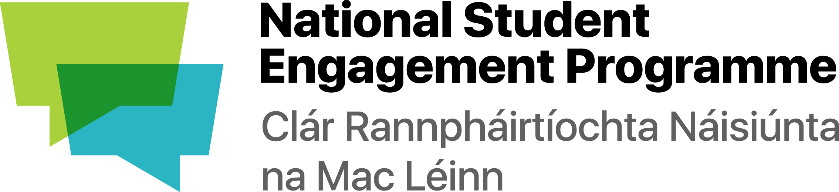 National Student
Engagement Programme
Clár Rannpháirtíochta Náisiúnta
na Mac Léinn